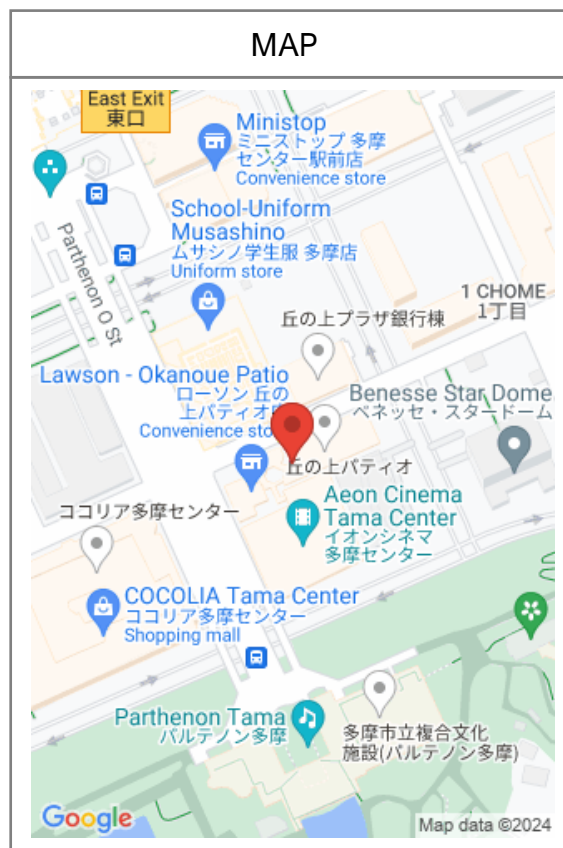 MAP
East Exit
東口
Ministop
ミニストップ 多摩
センター駅前店
Convenience store
Parthenon O St
School-Uniform
Musashino
ムサシノ学生服 多摩店
Uniform store
1 CHOME
1丁目
丘の上プラザ銀行棟
Lawson - Okanoue Patio
ローソン 丘の
上パティオ
Convenience
Benesse Star Dome
ベネッセ・スタードーム
丘の上パティオ
ココリア多摩センター
Aeon Cinema
Tama Center
イオンシネマ
多摩センター
COCOLIA Tama Center
ココリア多摩センター
Shopping mall
Parthenon Tama
パルテノン多摩
多摩市立複合文化
施設(パルテノン多摩)
Google
Map data ©2024